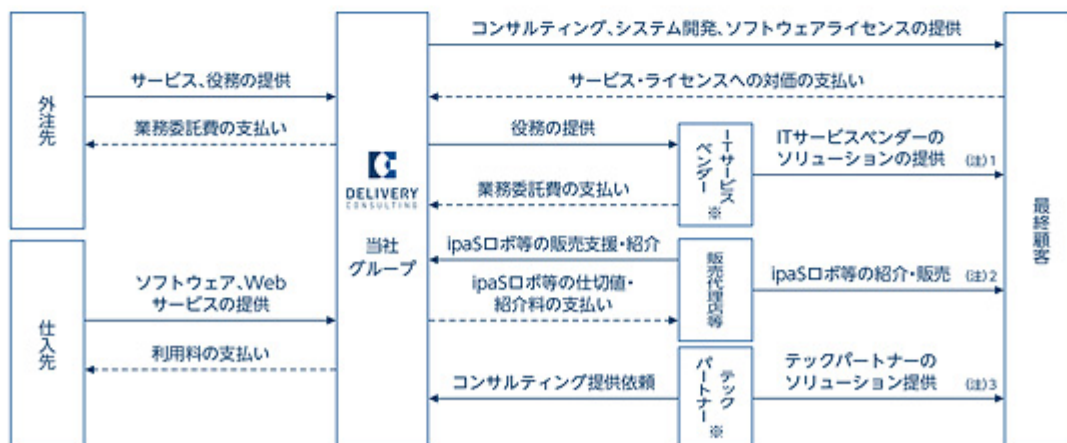 コンサルティング、システム開発、ソフトウェアライセンスの提供
サービス、役務の提供
サービス・ライセンスへの対価の支払い
外注先
業務委託費の支払い
役務の提供
ITサービス
ベンダー
※
ITサービスベンダーの
ソリューションの提供 (注)1
DELIVERY
CONSULTING
業務委託費の支払い
当社
グループ
最終顧客
ipaSロボ等の販売支援・紹介
販売代理店等
ipaSロボ等の紹介・販売 (注)2
ソフトウェア、Web
サービスの提供
ipaSロボ等の仕切値・
紹介料の支払い
仕入先
利用料の支払い
コンサルティング提供依頼
テック
パートナー
※
テックパートナーの
ソリューション提供 (注)3